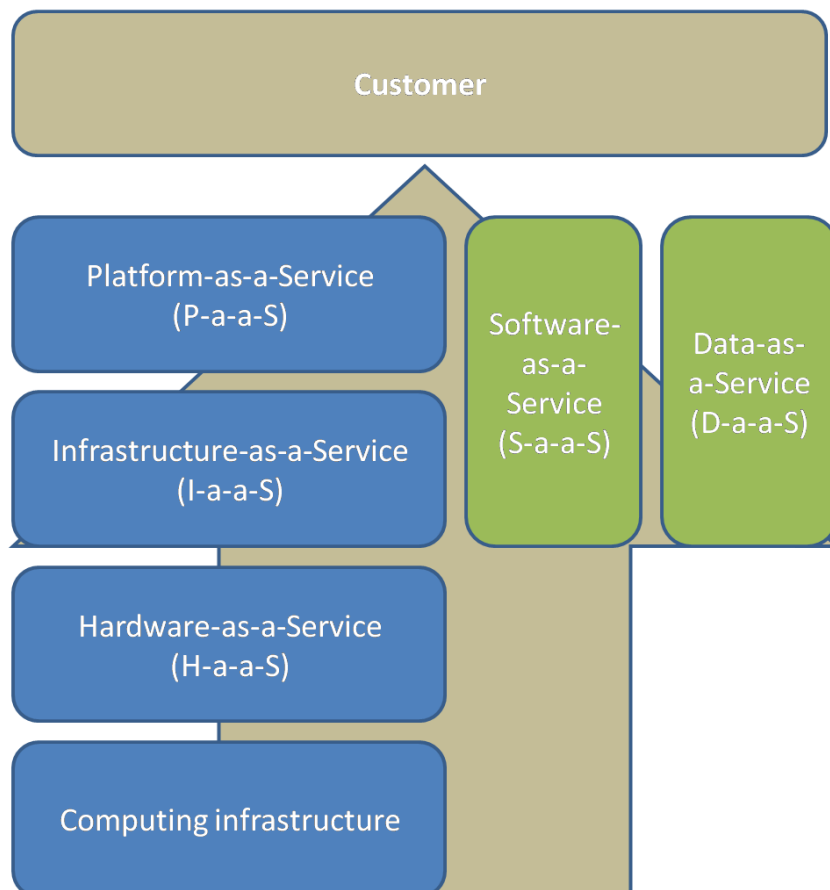 Customer
Platform-as-a-Service
(P-a-a-S)
Infrastructure-as-a-Service
(I-a-a-S)
Hardware-as-a-Service
(H-a-a-S)
Computing infrastructure
Software-
as-a-
Service
(S-a-a-S)
Data-as-
a-Service
(D-a-a-S)